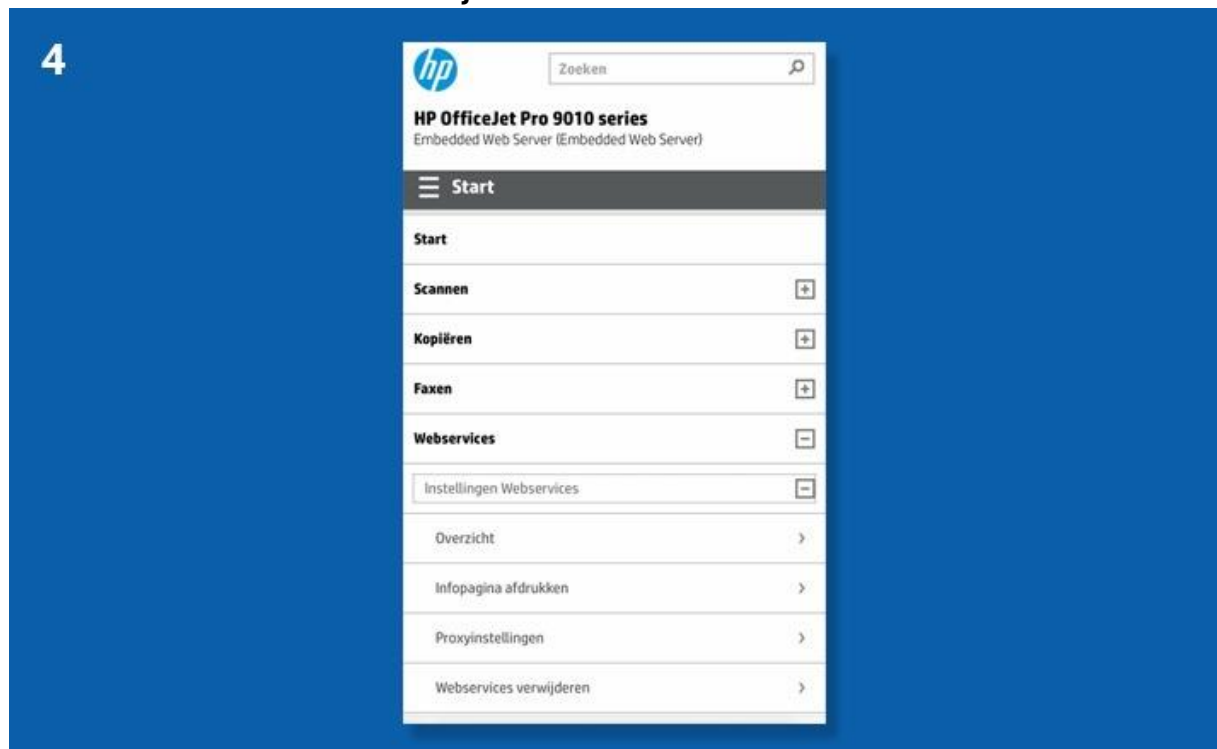 4
hp
Zoeken
HP OfficeJet Pro 9010 series
Embedded Web Server (Embedded Web Server)
Start
Start
Scannen
Kopiëren
Faxen
Webservices
Instellingen Webservices
Overzicht
Infopagina afdrukken
Proxyinstellingen
Webservices verwijderen